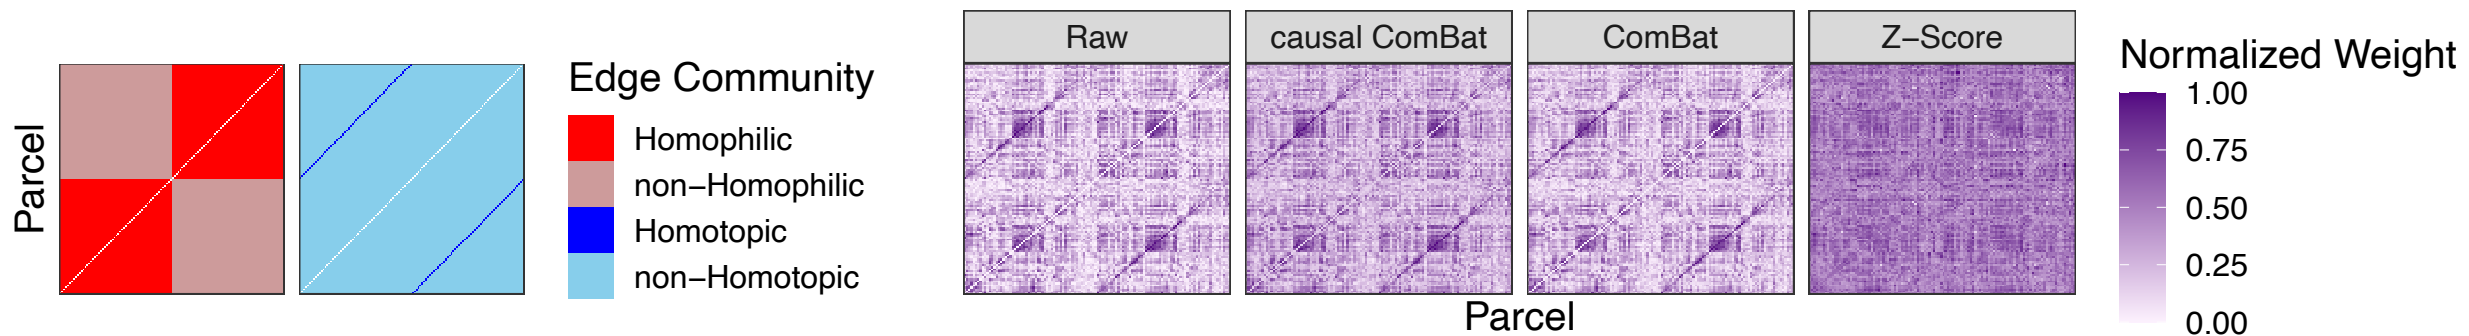 Parcel
Edge Community
Homophilic
non−Homophilic
Homotopic
non−Homotopic
Raw
causal ComBat
ComBat
Z−Score
Parcel
Normalized Weight
1.00
0.75
0.50
0.25
0.00